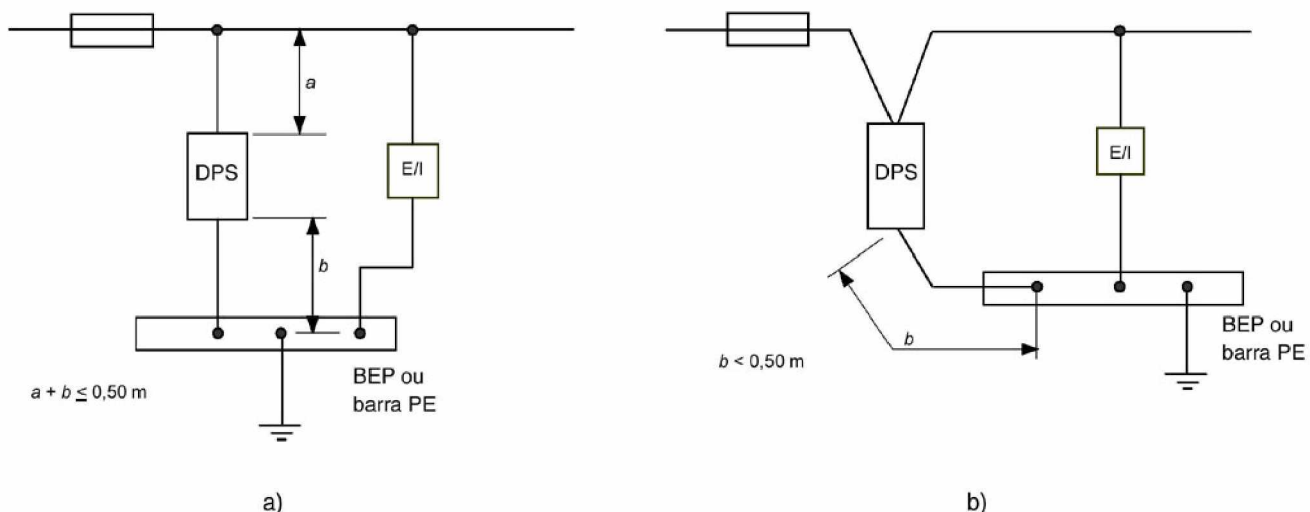 a
DPS
E/I
b
BEP ou
barra PE
a + b ≤ 0,50 m
a)
DPS
E/I
b
BEP ou
barra PE
b < 0,50 m
b)